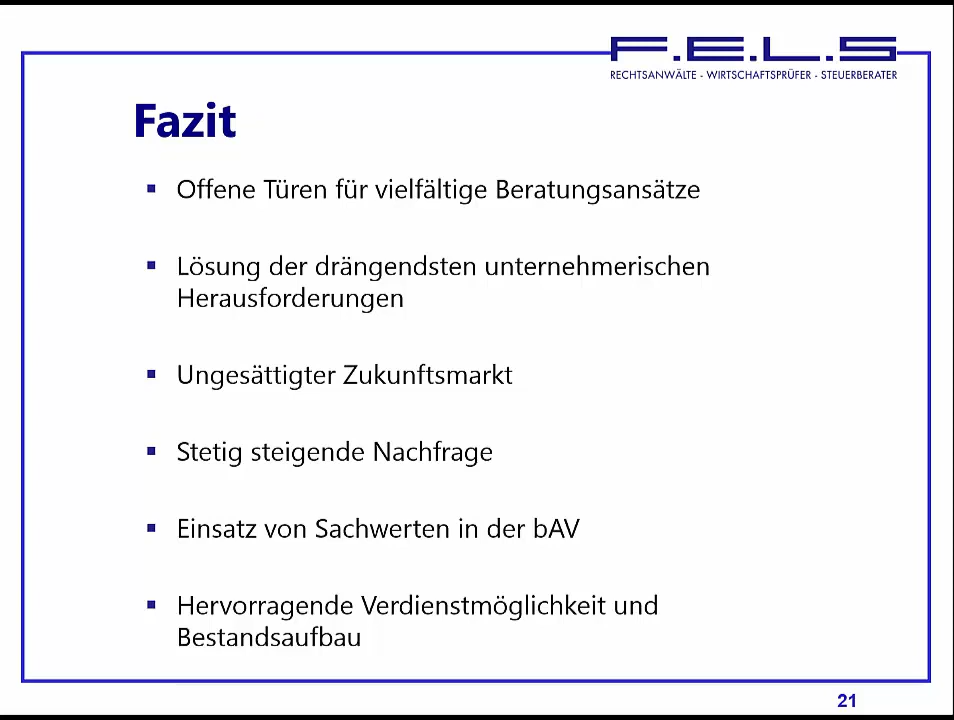 F.E.L.S
RECHTSANWÄLTE - WIRTSCHAFTSPRÜFER - STEUERBERATER
Fazit
▪ Offene Türen für vielfältige Beratungsansätze
▪ Lösung der drängendsten unternehmerischen
Herausforderungen
▪ Ungesättigter Zukunftsmarkt
▪ Stetig steigende Nachfrage
▪ Einsatz von Sachwerten in der bAV
▪ Hervorragende Verdienstmöglichkeit und
Bestandsaufbau
21